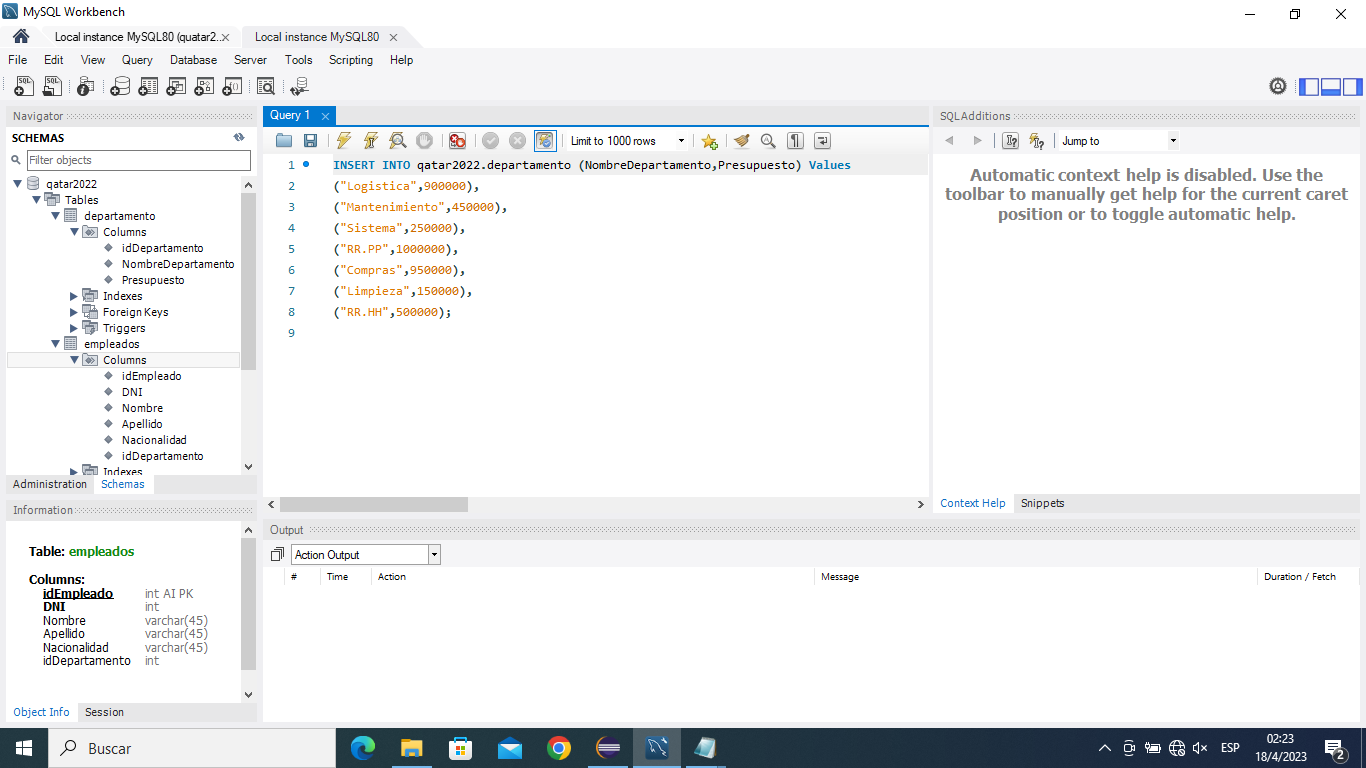 MySQL Workbench
Local instance MySQL80 (quatar2... Local instance MySQL80
File Edit View Query Database Server Tools Scripting Help
Navigator
SCHEMAS
Filter objects
qatar2022
Tables
departamento
Columns
idDepartamento
NombreDepartamento
Presupuesto
Indexes
Foreign Keys
Triggers
empleados
Columns
idEmpleado
DNI
Nombre
Apellido
Nacionalidad
idDepartamento
Indexes
Administration Schemas
Information
Table: empleados
Columns:
idEmpleado int AI PK
DNI int
Nombre varchar(45)
Apellido varchar(45)
Nacionalidad varchar(45)
idDepartamento int
Object Info Session
Query 1
Limit to 1000 rows
1 INSERT INTO qatar2022.departamento (NombreDepartamento,Presupuesto) Values
2 ("Logistica",900000),
3 ("Mantenimiento",450000),
4 ("Sistema",250000),
5 ("RR.PP",1000000),
6 ("Compras",950000),
7 ("Limpieza",150000),
8 ("RR.HH",500000);
9
SQLAdditions
Jump to
Automatic context help is disabled. Use the
toolbar to manually get help for the current caret
position or to toggle automatic help.
Context Help Snippets
Output
Action Output
# Time Action Message Duration / Fetch
Buscar
ESP
02:23
18/4/2023
2